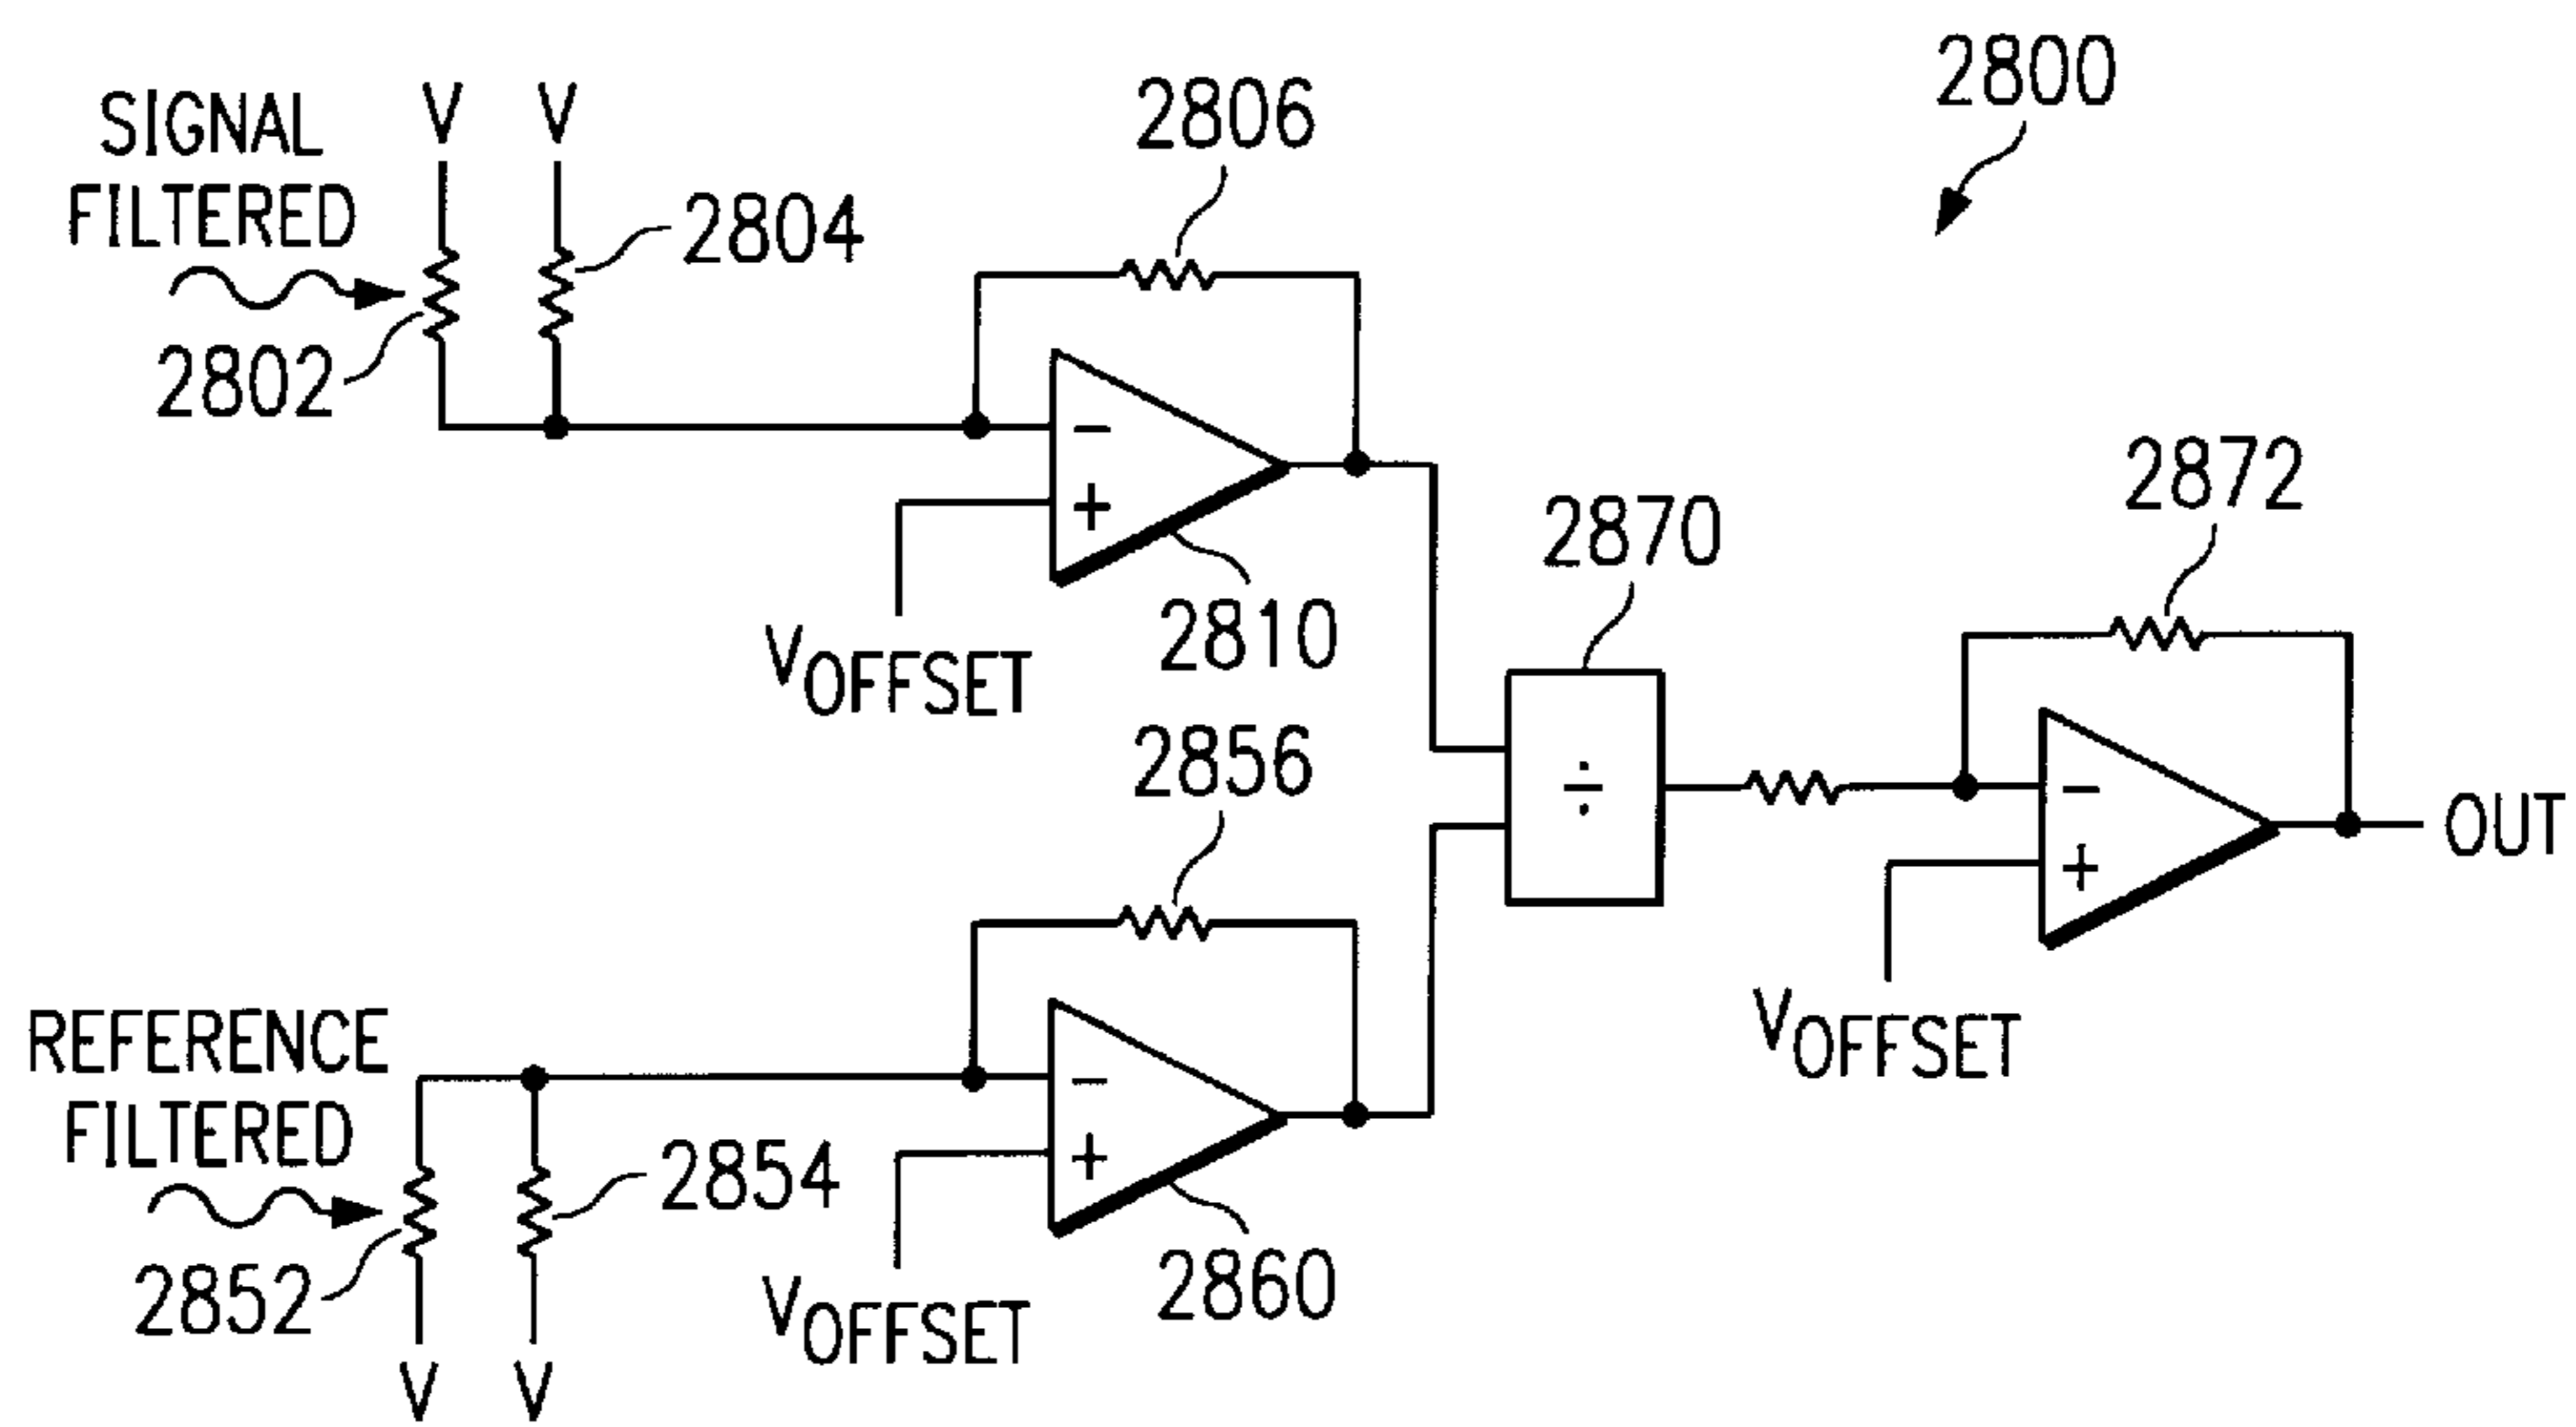 2800
SIGNAL
FILTERED
V
V
2802
2804
2806
−
+
VOFFSET
2810
2870
÷
2872
−
+
VOFFSET
OUT
REFERENCE
FILTERED
2852
V
V
2854
2856
−
+
VOFFSET
2860